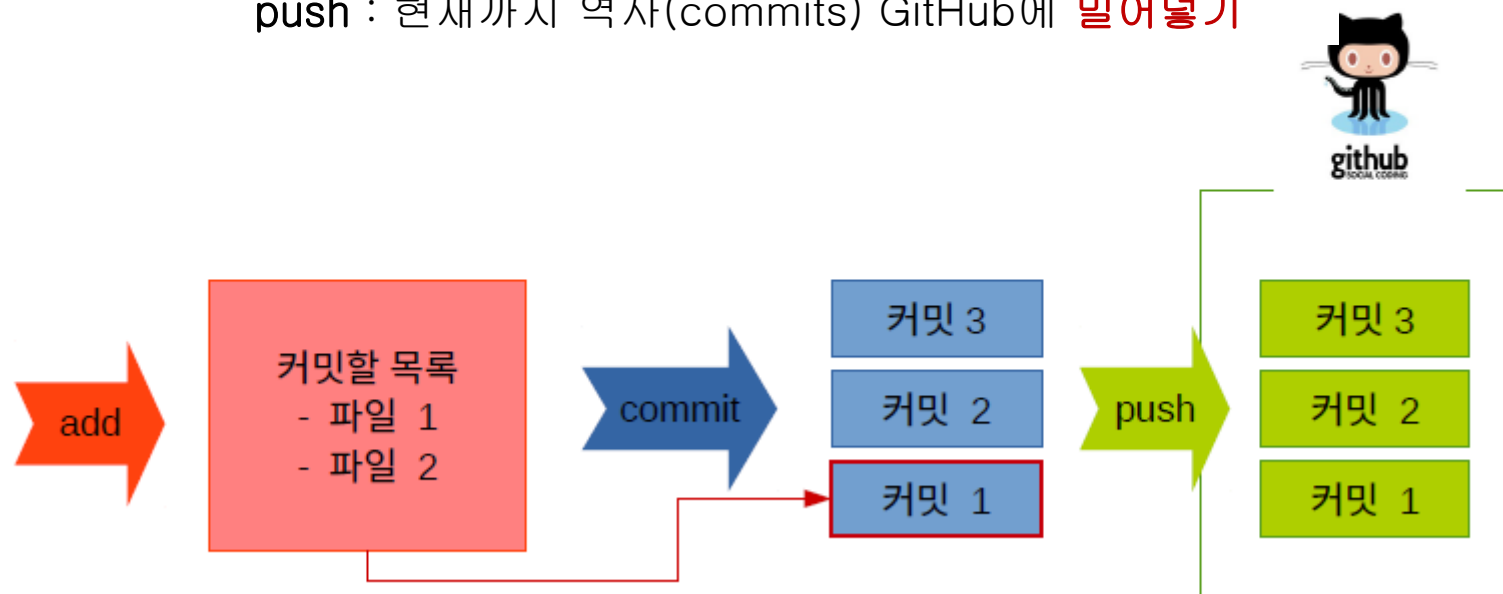 push : 현재까지 역사(commits) GitHub에 밀어넣기
github
SOCIAL CODING
add
커밋할 목록
- 파일 1
- 파일 2
commit
커밋 3
커밋 2
커밋 1
push
커밋 3
커밋 2
커밋 1